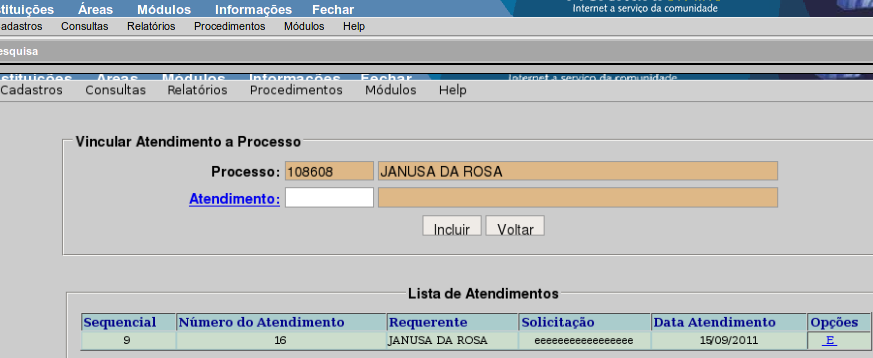 stituições Áreas Módulos Informações Fechar
Internet a serviço da comunidade
adastros Consultas Relatórios Procedimentos Módulos Help
esquisa
stituições Áreas Módulos Informações Fechar
Internet a serviço da comunidade
Cadastros Consultas Relatórios Procedimentos Módulos Help
Vincular Atendimento a Processo
Processo: 108608 JANUSA DA ROSA
Atendimento:
Incluir Voltar
Lista de Atendimentos
Sequencial Número do Atendimento Requerente Solicitação Data Atendimento Opções
9 16 JANUSA DA ROSA eeeeeeeeeeeeeeeee 15/09/2011 E